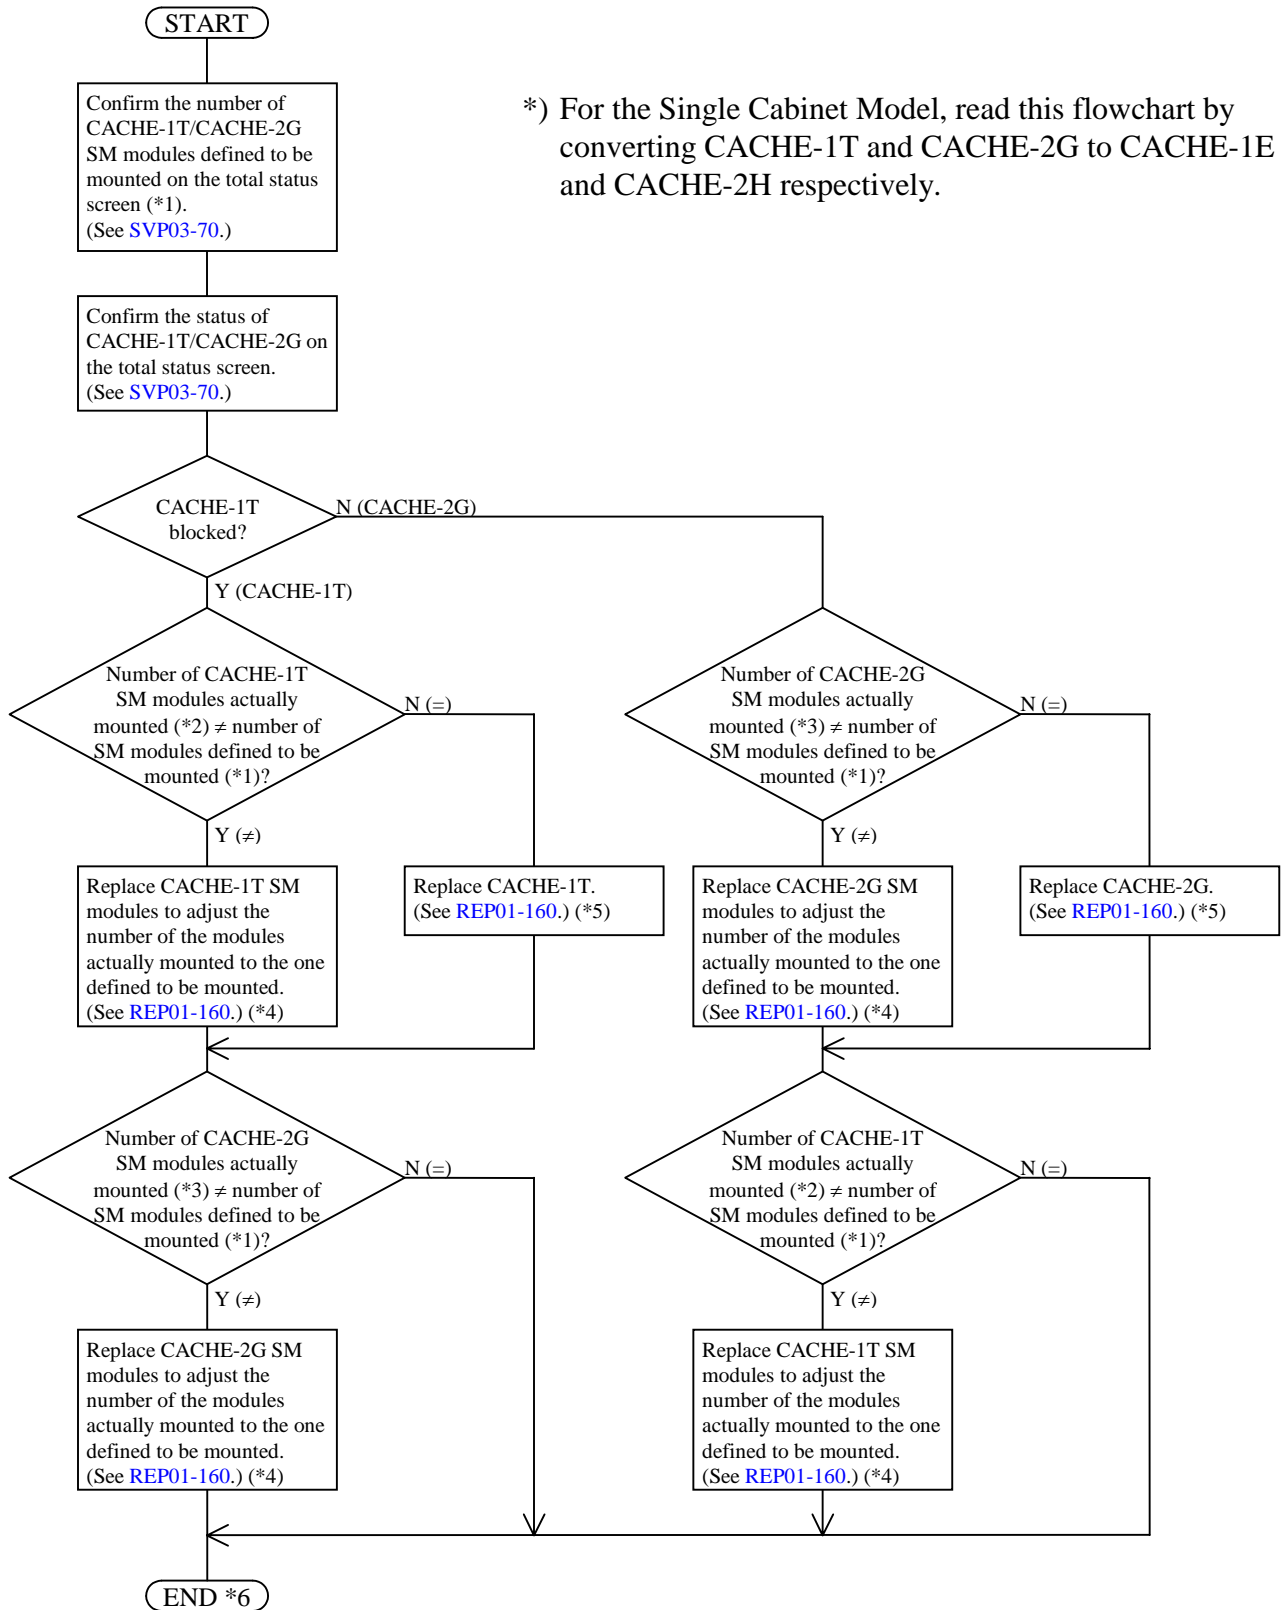 START
Confirm the number of
CACHE-1T/CACHE-2G
SM modules defined to be
mounted on the total status
screen (*1).
(See SVP03-70.)
*) For the Single Cabinet Model, read this flowchart by
converting CACHE-1T and CACHE-2G to CACHE-1E
and CACHE-2H respectively.
Confirm the status of
CACHE-1T/CACHE-2G on
the total status screen.
(See SVP03-70.)
CACHE-1T
blocked?
N (CACHE-2G)
Y (CACHE-1T)
Number of CACHE-1T
SM modules actually
mounted (*2) ≠ number of
SM modules defined to be
mounted (*1)?
N (=)
Y (≠)
Number of CACHE-2G
SM modules actually
mounted (*3) ≠ number of
SM modules defined to be
mounted (*1)?
N (=)
Y (≠)
Replace CACHE-1T SM
modules to adjust the
number of the modules
actually mounted to the one
defined to be mounted.
(See REP01-160.) (*4)
Replace CACHE-1T.
(See REP01-160.) (*5)
Replace CACHE-2G SM
modules to adjust the
number of the modules
actually mounted to the one
defined to be mounted.
(See REP01-160.) (*4)
Replace CACHE-2G.
(See REP01-160.) (*5)
Number of CACHE-2G
SM modules actually
mounted (*3) ≠ number of
SM modules defined to be
mounted (*1)?
N (=)
Y (≠)
Number of CACHE-1T
SM modules actually
mounted (*2) ≠ number of
SM modules defined to be
mounted (*1)?
N (=)
Y (≠)
Replace CACHE-2G SM
modules to adjust the
number of the modules
actually mounted to the one
defined to be mounted.
(See REP01-160.) (*4)
Replace CACHE-1T SM
modules to adjust the
number of the modules
actually mounted to the one
defined to be mounted.
(See REP01-160.) (*4)
END *6